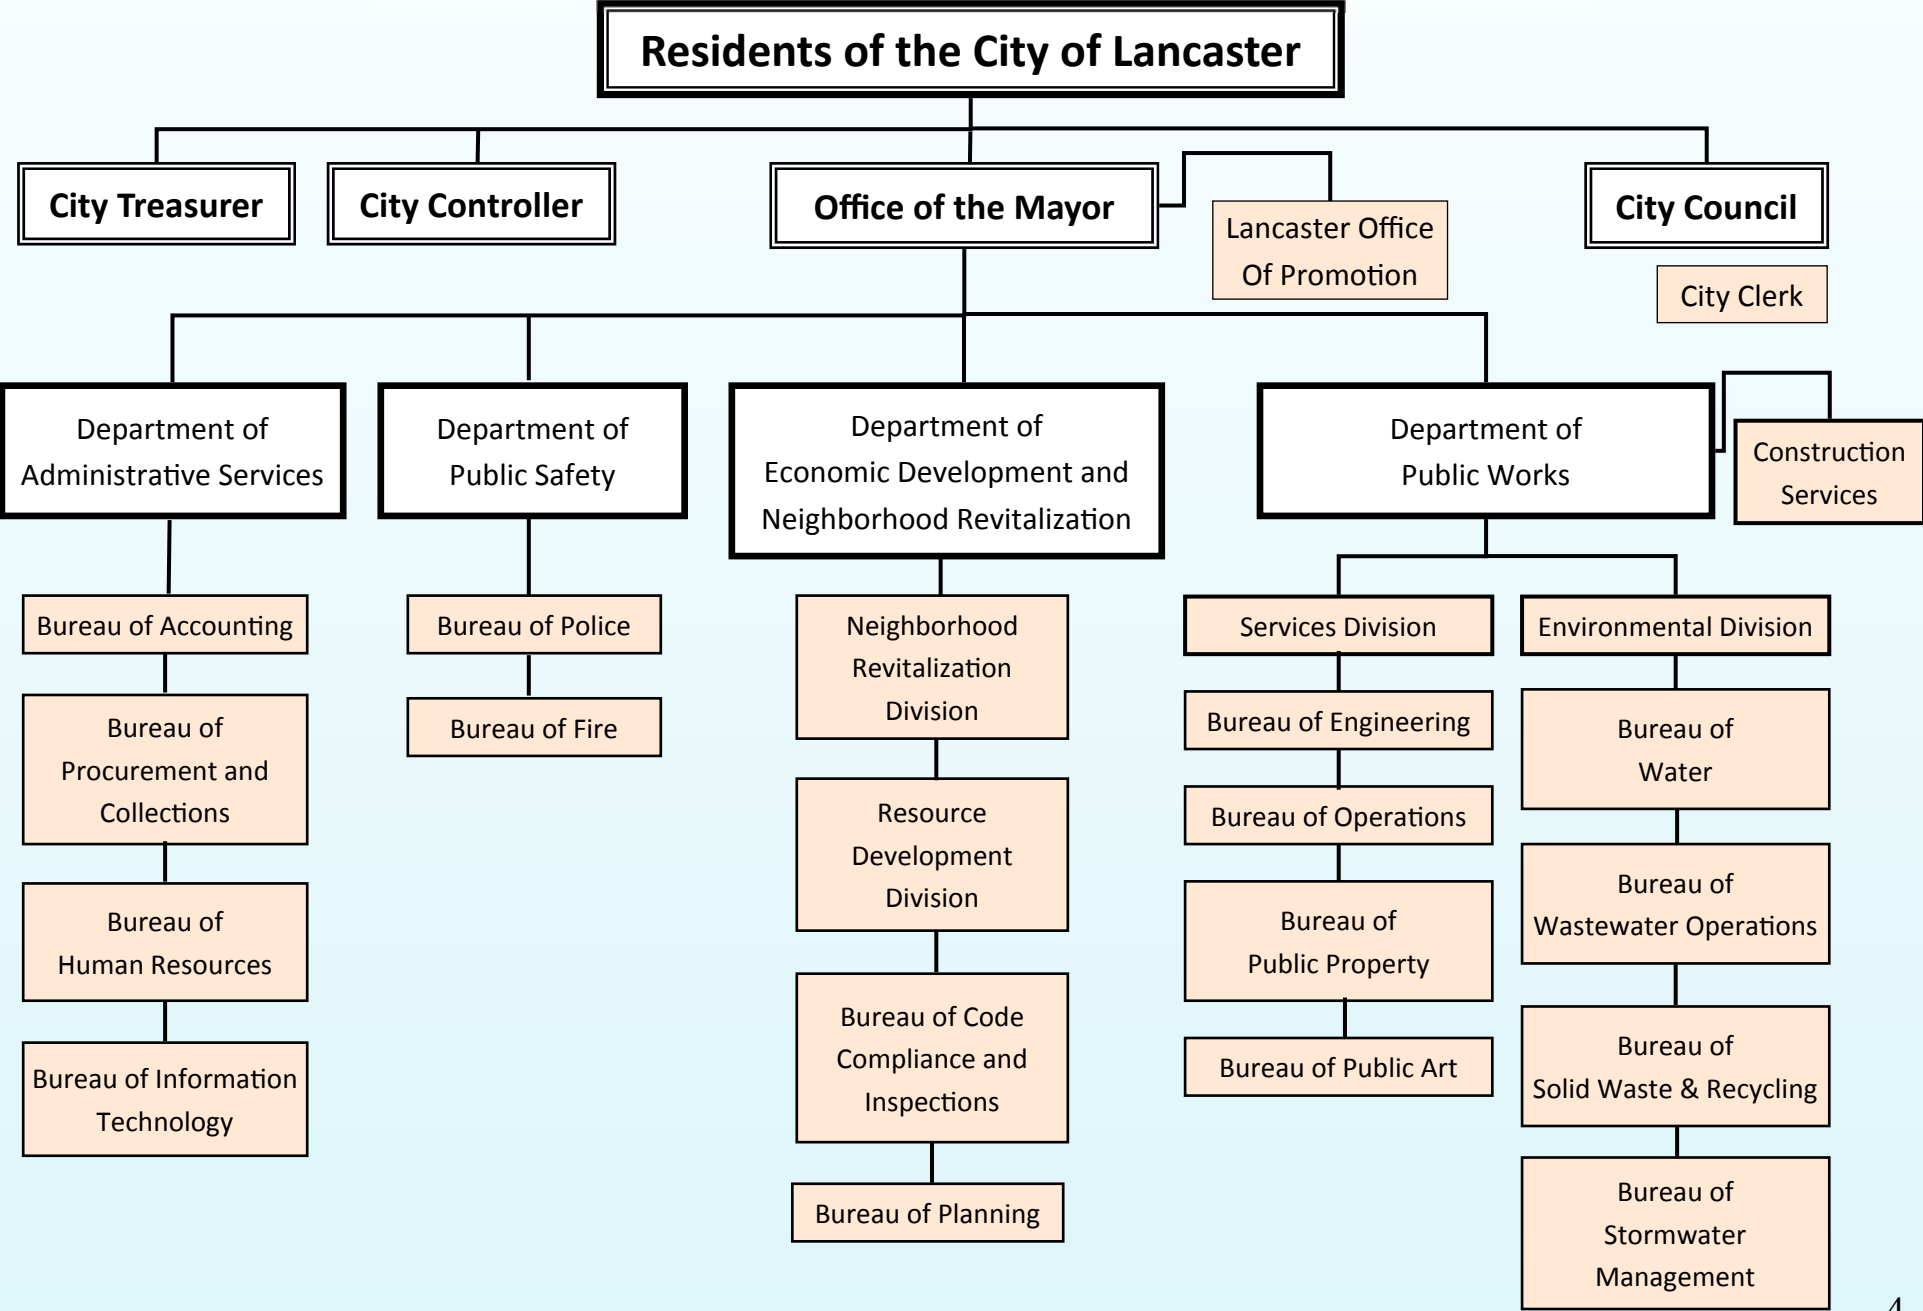 Residents of the City of Lancaster
City Treasurer
City Controller
Office of the Mayor
Lancaster Office
Of Promotion
City Council
City Clerk
Department of
Administrative Services
Department of
Public Safety
Department of
Economic Development and
Neighborhood Revitalization
Department of
Public Works
Construction
Services
Bureau of Accounting
Bureau of
Procurement and
Collections
Bureau of
Human Resources
Bureau of Information
Technology
Bureau of Police
Bureau of Fire
Neighborhood
Revitalization
Division
Resource
Development
Division
Bureau of Code
Compliance and
Inspections
Bureau of Planning
Services Division
Bureau of Engineering
Bureau of Operations
Bureau of
Public Property
Bureau of Public Art
Environmental Division
Bureau of
Water
Bureau of
Wastewater Operations
Bureau of
Solid Waste & Recycling
Bureau of
Stormwater
Management
4